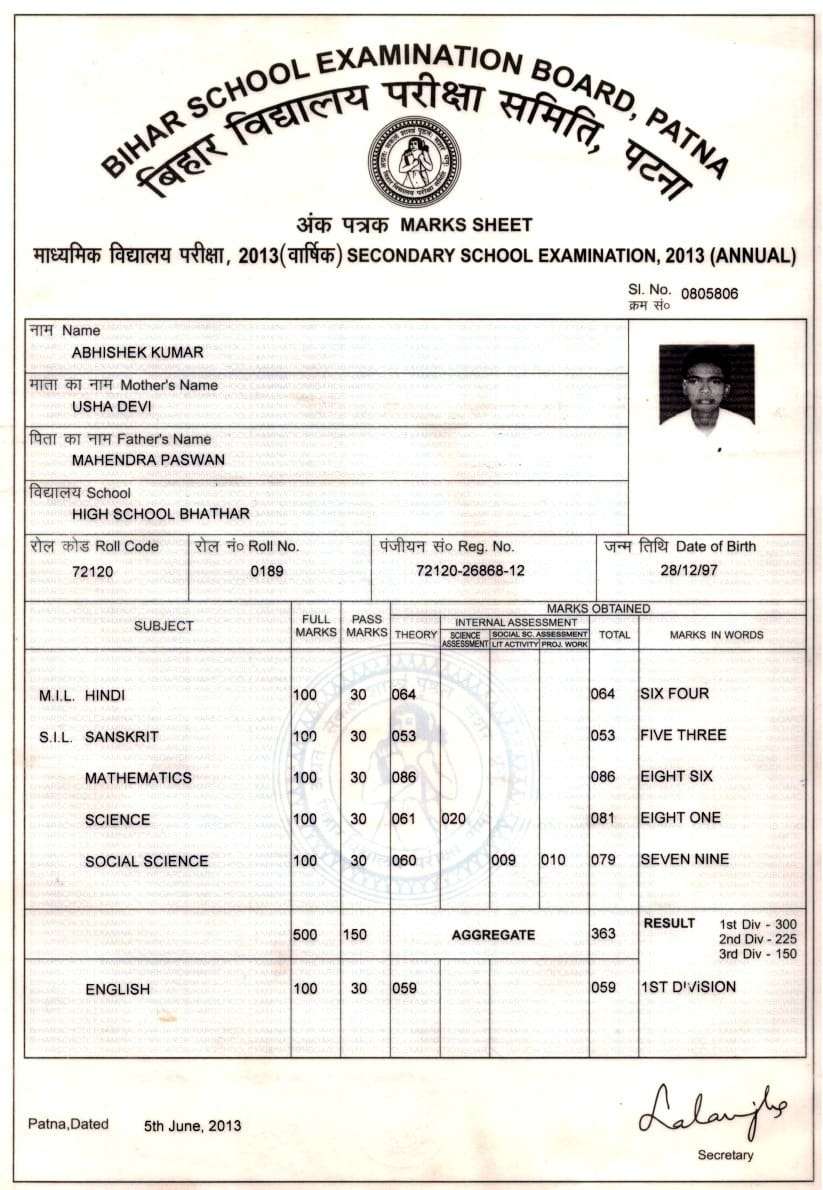 BIHAR SCHOOL EXAMINATION BOARD, PATNA
बिहार विद्यालय परीक्षा समिति, पटना
अंक पत्रक MARKS SHEET
माध्यमिक विद्यालय परीक्षा, 2013(वार्षिक) SECONDARY SCHOOL EXAMINATION, 2013 (ANNUAL)
Sl. No. 0805806
क्रम सं०
नाम Name
ABHISHEK KUMAR
माता का नाम Mother's Name
USHA DEVI
पिता का नाम Father's Name
MAHENDRA PASWAN
विद्यालय School
HIGH SCHOOL BHATHAR
रोल कोड Roll Code रोल नं० Roll No. पंजीयन सं० Reg. No. जन्म तिथि Date of Birth
72120 0189 72120-26868-12 28/12/97
SUBJECT FULL MARKS PASS MARKS MARKS OBTAINED
THEORY INTERNAL ASSESSMENT TOTAL MARKS IN WORDS
SCIENCE ASSESSMENT SOCIAL SC. ASSESSMENT
LIT ACTIVITY PROJ. WORK
M.I.L. HINDI 100 30 064 064 SIX FOUR
S.I.L. SANSKRIT 100 30 053 053 FIVE THREE
MATHEMATICS 100 30 086 086 EIGHT SIX
SCIENCE 100 30 061 020 081 EIGHT ONE
SOCIAL SCIENCE 100 30 060 009 010 079 SEVEN NINE
500 150 AGGREGATE 363 RESULT 1st Div - 300
2nd Div - 225
3rd Div - 150
ENGLISH 100 30 059 059 1ST DIViSION
Patna,Dated 5th June, 2013
Secretary